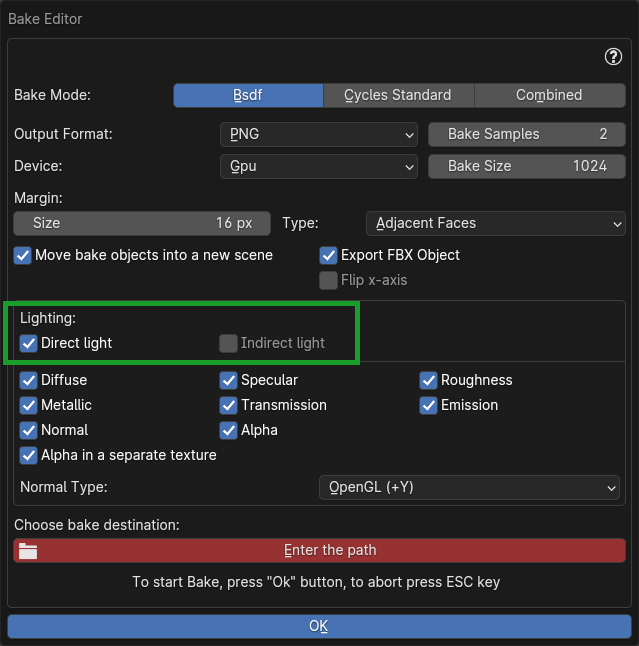 Bake Editor
?
Bake Mode: Bsdf Cycles Standard Combined
Output Format: PNG Bake Samples 2
Device: Gpu Bake Size 1024
Margin:
Size 16 px Type: Adjacent Faces
Move bake objects into a new scene Export FBX Object
Flip x-axis
Lighting:
Direct light Indirect light
Diffuse Specular Roughness
Metallic Transmission Emission
Normal Alpha
Alpha in a separate texture
Normal Type: OpenGL (+Y)
Choose bake destination:
Enter the path
To start Bake, press "Ok" button, to abort press ESC key
OK